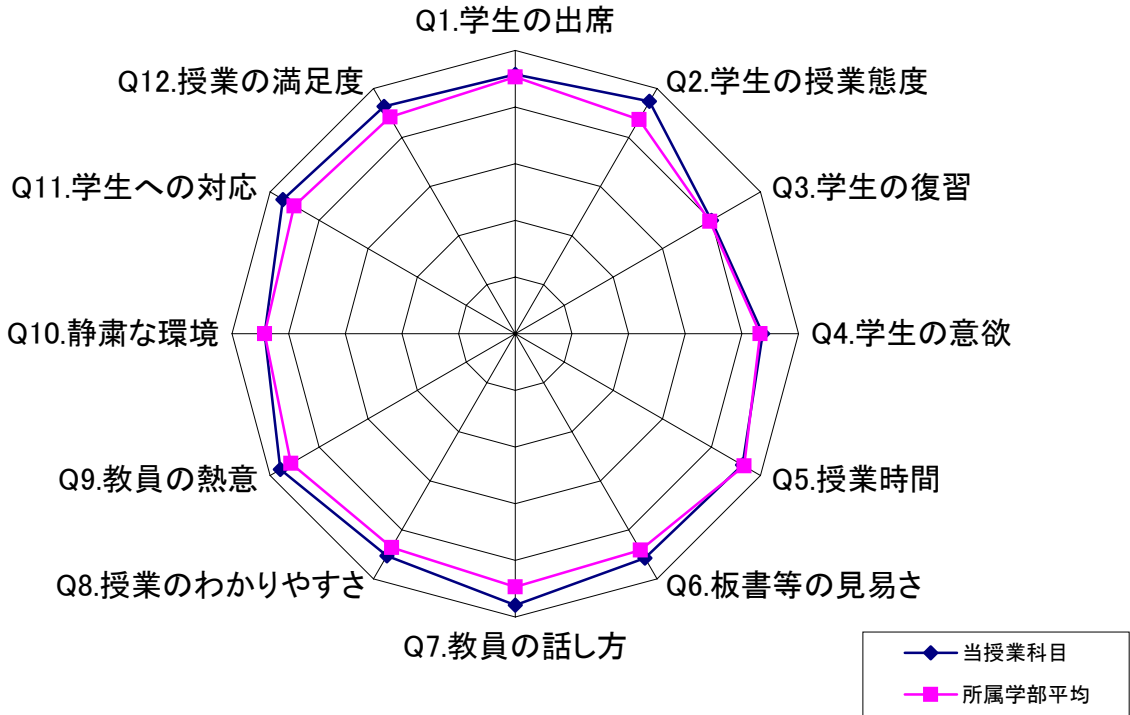 Q1.学生の出席
Q2.学生の授業態度
Q3.学生の復習
Q4.学生の意欲
Q5.授業時間
Q6.板書等の見易さ
Q7.教員の話し方
Q8.授業のわかりやすさ
Q9.教員の熱意
Q10.静粛な環境
Q11.学生への対応
Q12.授業の満足度
当授業科目
所属学部平均